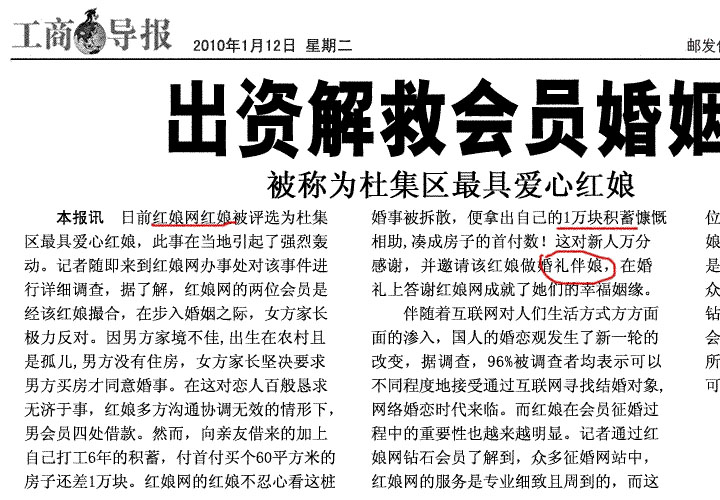 工商导报
2010年1月12日 星期二
邮发代
出资解救会员婚姻
被称为杜集区最具爱心红娘
本报讯 日前红娘网红娘被评选为杜集
区最具爱心红娘，此事在当地引起了强烈轰
动。记者随即来到红娘网办事处对该事件进
行详细调查，据了解，红娘网的两位会员是
经该红娘撮合，在步入婚姻之际，女方家长
极力反对。因男方家境不佳,出生在农村且
是孤儿,男方没有住房，女方家长坚决要求
男方买房才同意婚事。在这对恋人百般恳求
无济于事，红娘多方沟通协调无效的情形下，
男会员四处借款。然而，向亲友借来的加上
自己打工6年的积蓄，付首付买个60平方米的
房子还差1万块。红娘网的红娘不忍心看这桩
婚事被拆散，便拿出自己的1万块积蓄慷慨
相助,凑成房子的首付数！这对新人万分
感谢，并邀请该红娘做婚礼伴娘，在婚
礼上答谢红娘网成就了她们的幸福姻缘。
伴随着互联网对人们生活方式方方面
面的渗入，国人的婚恋观发生了新一轮的
改变，据调查，96%被调查者均表示可以
不同程度地接受通过互联网寻找结婚对象,
网络婚恋时代来临。而红娘在会员征婚过
程中的重要性也越来越明显。记者通过红
娘网钻石会员了解到，众多征婚网站中，
红娘网的服务是专业细致且周到的，而这
位
众
钻
会
所
可